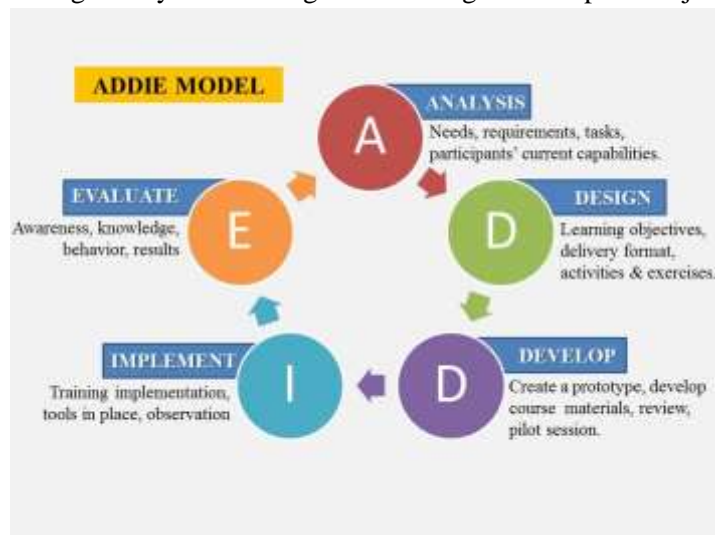 ADDIE MODEL
A
ANALYSIS
Needs, requirements, tasks,
participants' current capabilities.
D
DESIGN
Learning objectives,
delivery format,
activities & exercises.
D
DEVELOP
Create a prototype, develop
course materials, review,
pilot session.
I
IMPLEMENT
Training implementation,
tools in place, observation
E
EVALUATE
Awareness, knowledge,
behavior, results